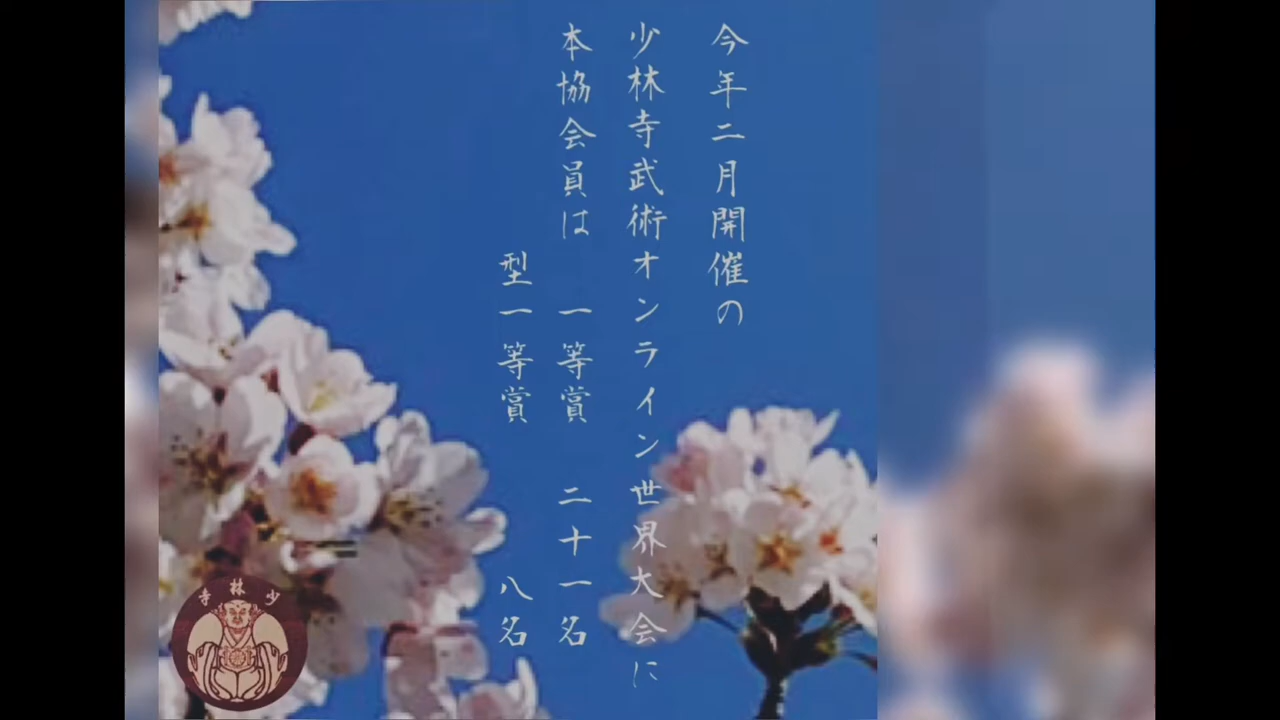 今年二月開催の
少林寺武術オンライン世界大会に
本協会員は 一等賞 二十一名
型一等賞 八名
少林寺